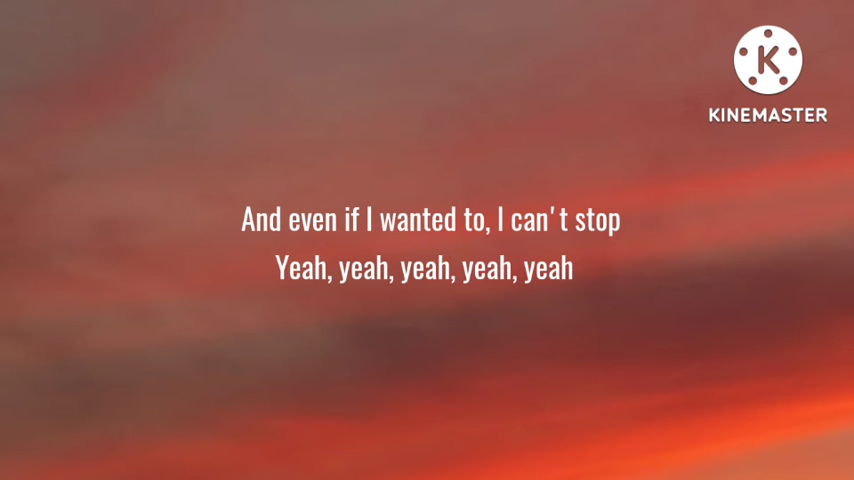 K
KINEMASTER
And even if I wanted to, I can't stop
Yeah, yeah, yeah, yeah, yeah